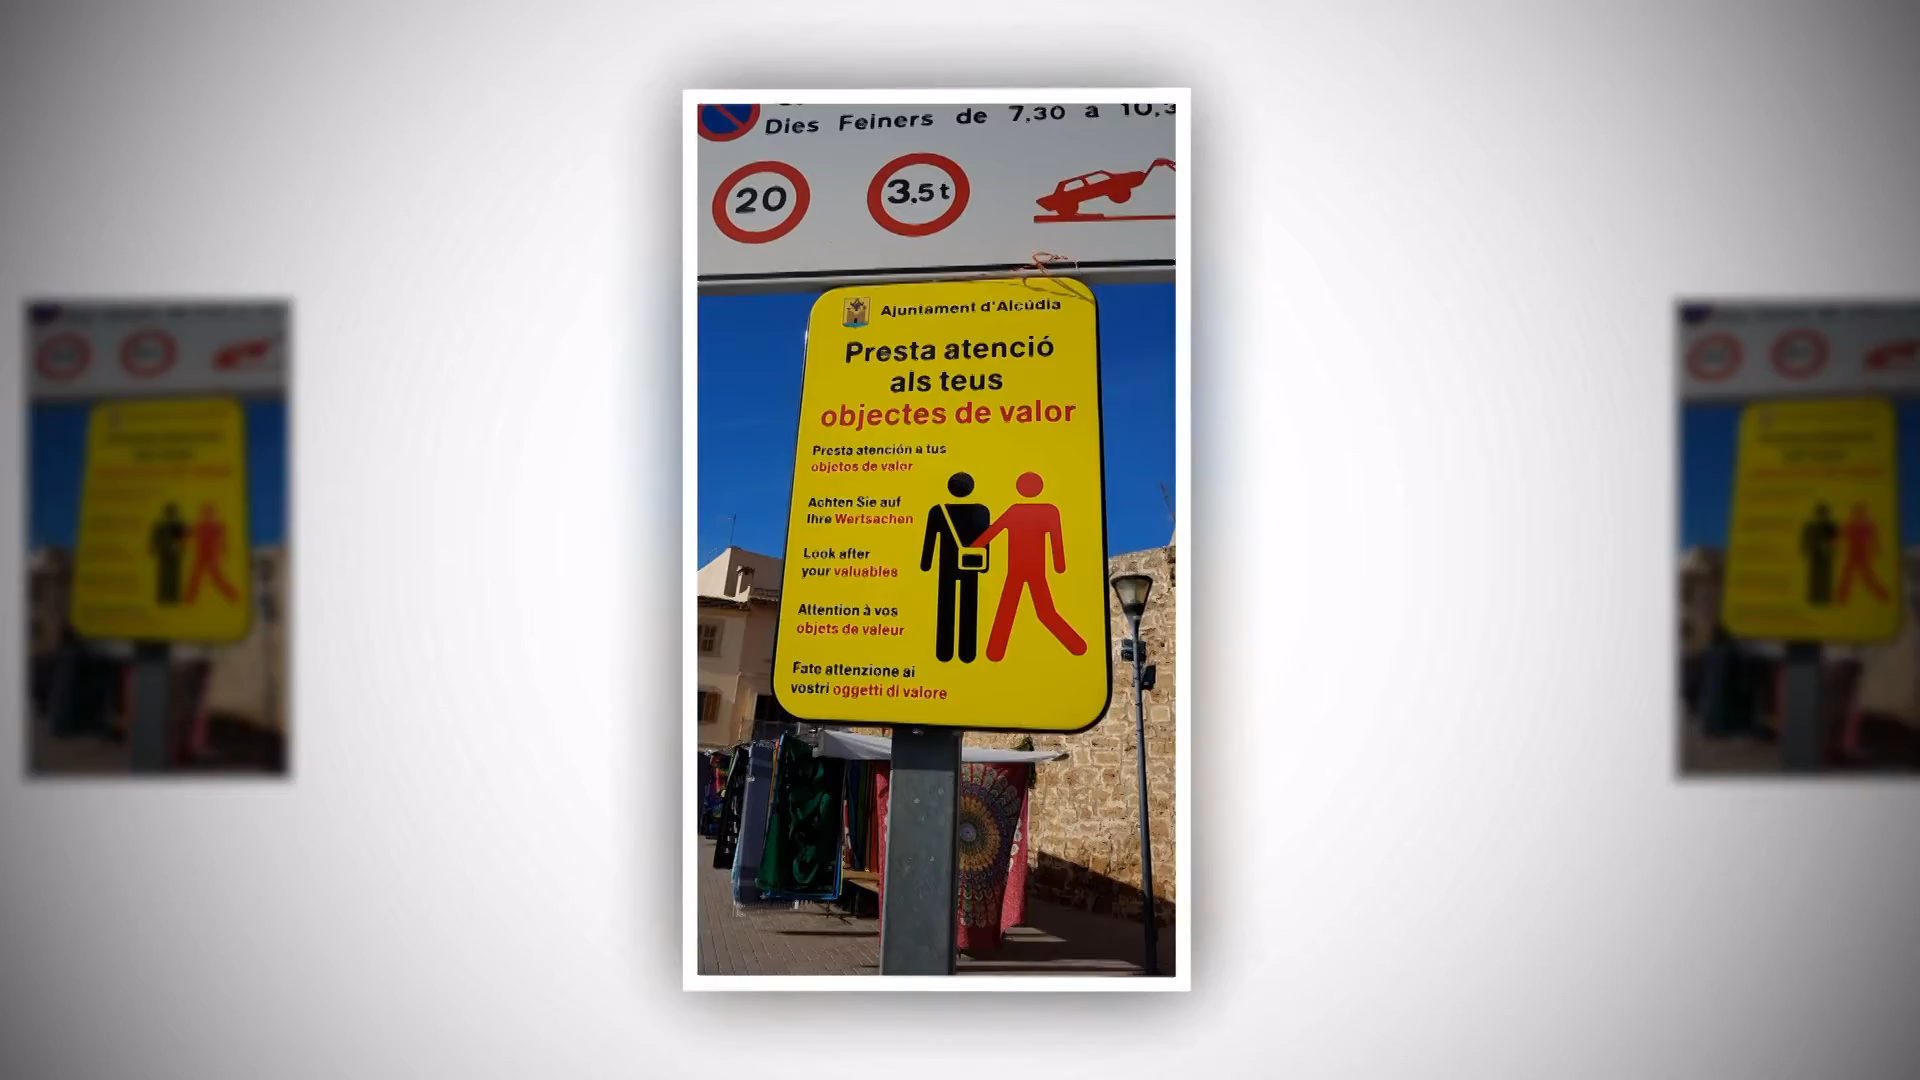 Dies Feiners de 7,30 a 10,3
20
3,5t
Ajuntament d'Alcúdia
Presta atenció
als teus
objectes de valor
Presta atención a tus
objetos de valor
Achten Sie auf
Ihre Wertsachen
Look after
your valuables
Attention à vos
objets de valeur
Fate attenzione ai
vostri oggetti di valore